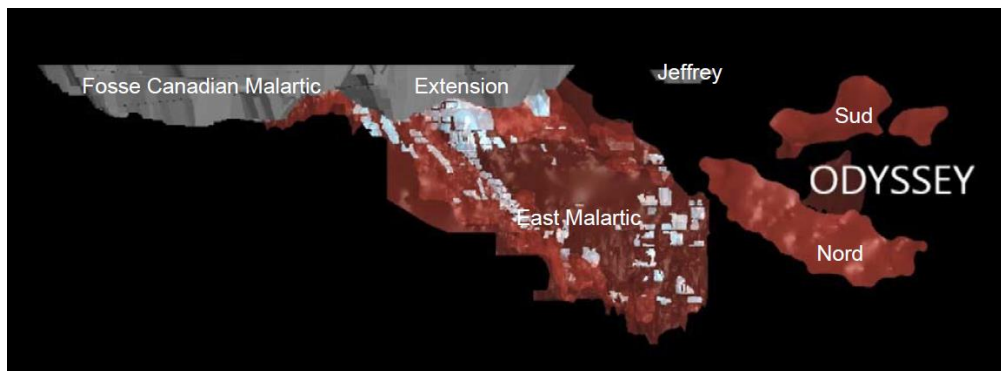 Fosse Canadian Malartic
Extension
Jeffrey
Sud
ODYSSEY
East Malartic
Nord